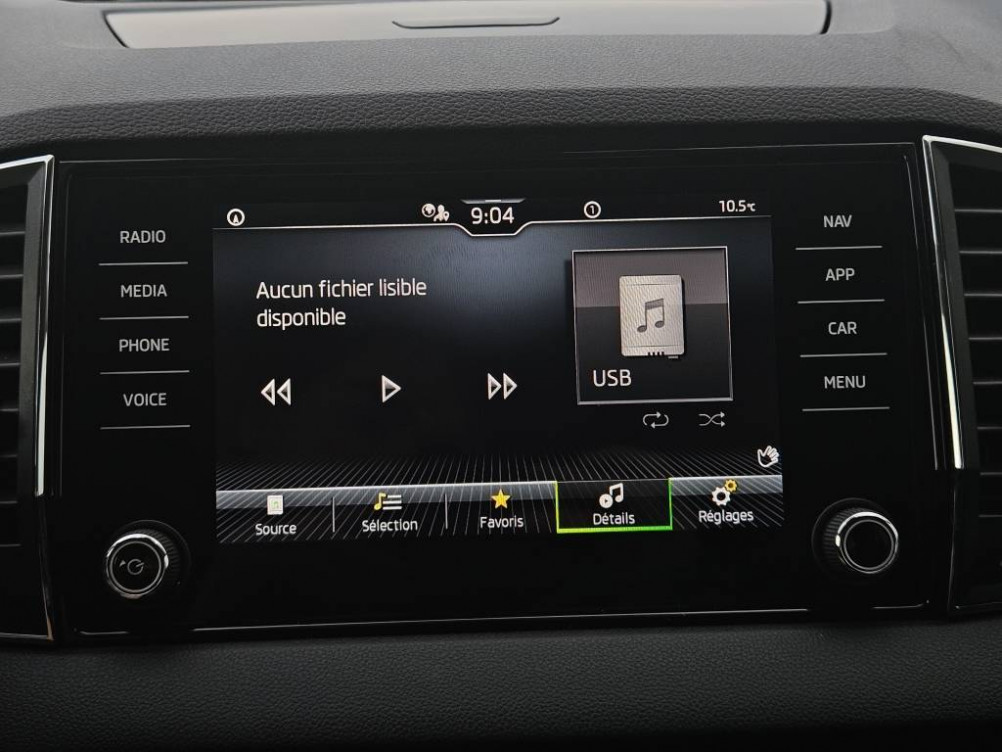 9:04
1
10.5°C
RADIO
MEDIA
PHONE
VOICE
NAV
APP
CAR
MENU
Aucun fichier lisible
disponible
USB
Source
Sélection
Favoris
Détails
Réglages